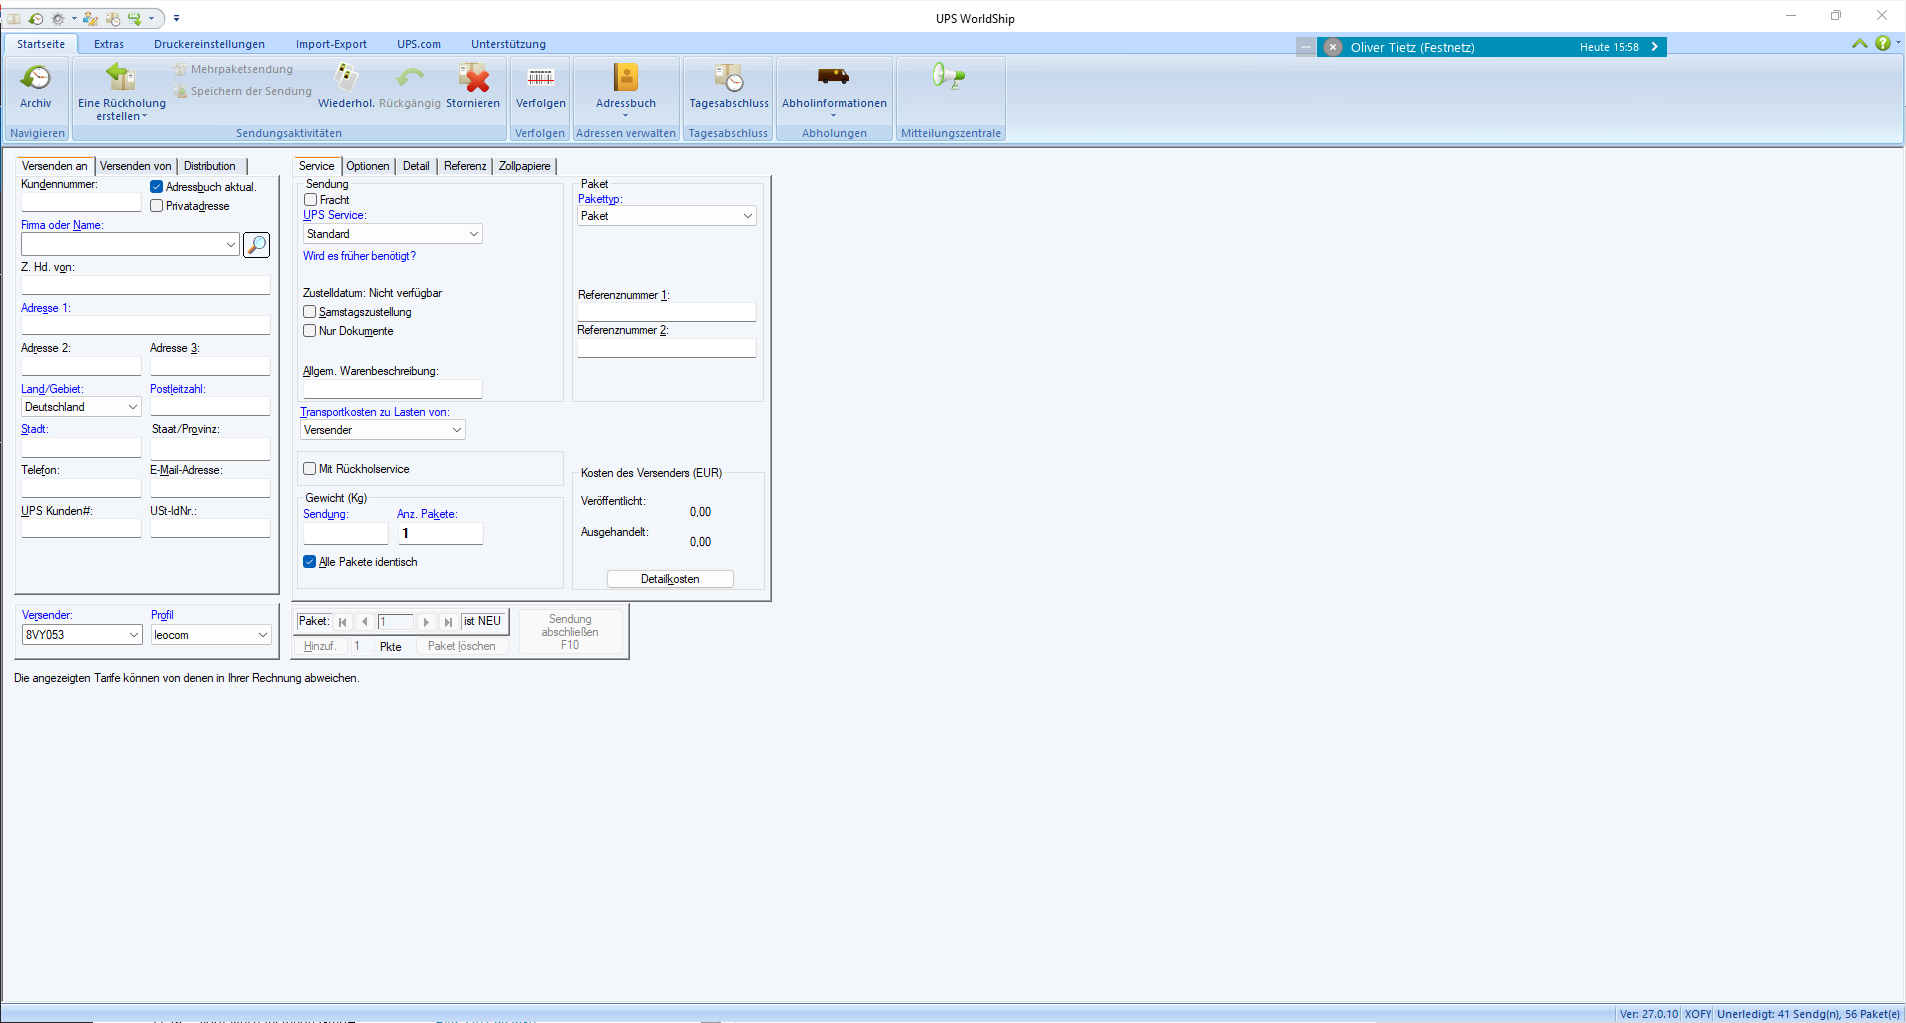 UPS WorldShip
Startseite Extras Druckereinstellungen Import-Export UPS.com Unterstützung
Oliver Tietz (Festnetz) Heute 15:58
Archiv
Eine Rückholung erstellen
Mehrpaketsendung
Speichern der Sendung
Wiederhol.
Rückgängig
Stornieren
Verfolgen
Adressbuch
Tagesabschluss
Abholinformationen
Navigieren Sendungsaktivitäten Verfolgen Adressen verwalten Tagesabschluss Abholungen Mitteilungszentrale
Versenden an Versenden von Distribution
Kundennummer:
Adressbuch aktual.
Privatadresse
Firma oder Name:
Z. Hd. von:
Adresse 1:
Adresse 2: Adresse 3:
Land/Gebiet: Postleitzahl:
Deutschland
Stadt: Staat/Provinz:
Telefon: E-Mail-Adresse:
UPS Kunden#: USt-IdNr.:
Versender: Profil
8VY053 leocom
Service Optionen Detail Referenz Zollpapiere
Sendung
Fracht
UPS Service:
Standard
Wird es früher benötigt?
Zustelldatum: Nicht verfügbar
Samstagszustellung
Nur Dokumente
Allgem. Warenbeschreibung:
Paket
Pakettyp:
Paket
Referenznummer 1:
Referenznummer 2:
Transportkosten zu Lasten von:
Versender
Mit Rückholservice
Gewicht (Kg)
Sendung: Anz. Pakete:
1
Alle Pakete identisch
Kosten des Versenders (EUR)
Veröffentlicht:
0,00
Ausgehandelt:
0,00
Detailkosten
Paket: 1 ist NEU
Hinzuf. 1 Pkte Paket löschen
Sendung
abschließen
F10
Die angezeigten Tarife können von denen in Ihrer Rechnung abweichen.
Ver: 27.0.10 XOFY Unerledigt: 41 Sendg(n), 56 Paket(e)